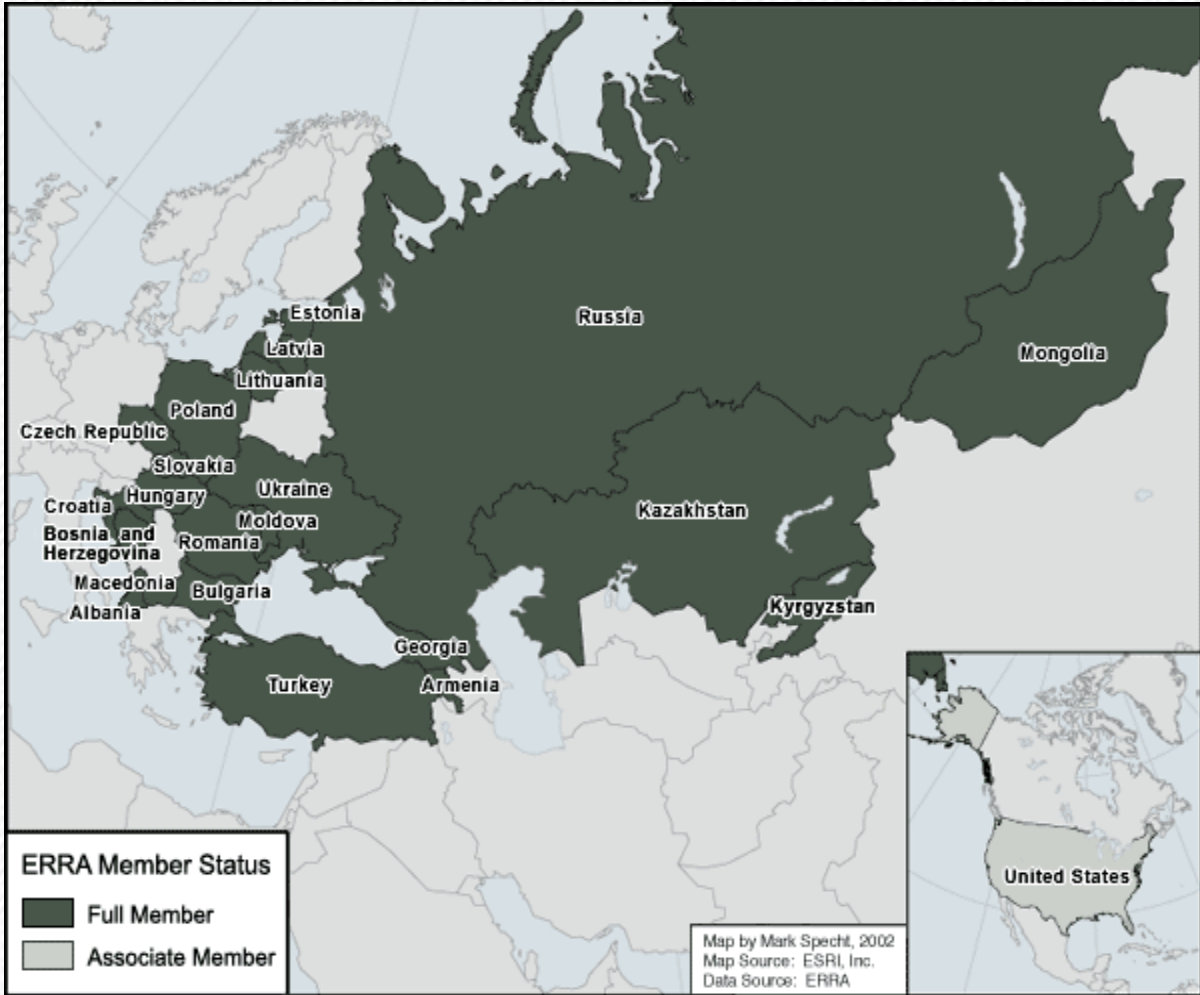 Estonia
Russia
Latvia
Mongolia
Lithuania
Poland
Czech Republic
Slovakia
Ukraine
Hungary
Croatia
Kazakhstan
Moldova
Bosnia and
Herzegovina
Romania
Macedonia
Bulgaria
Albania
Kyrgyzstan
Georgia
Turkey
Armenia
United States
ERRA Member Status
Full Member
Associate Member
Map by Mark Specht, 2002
Map Source: ESRI, Inc.
Data Source: ERRA